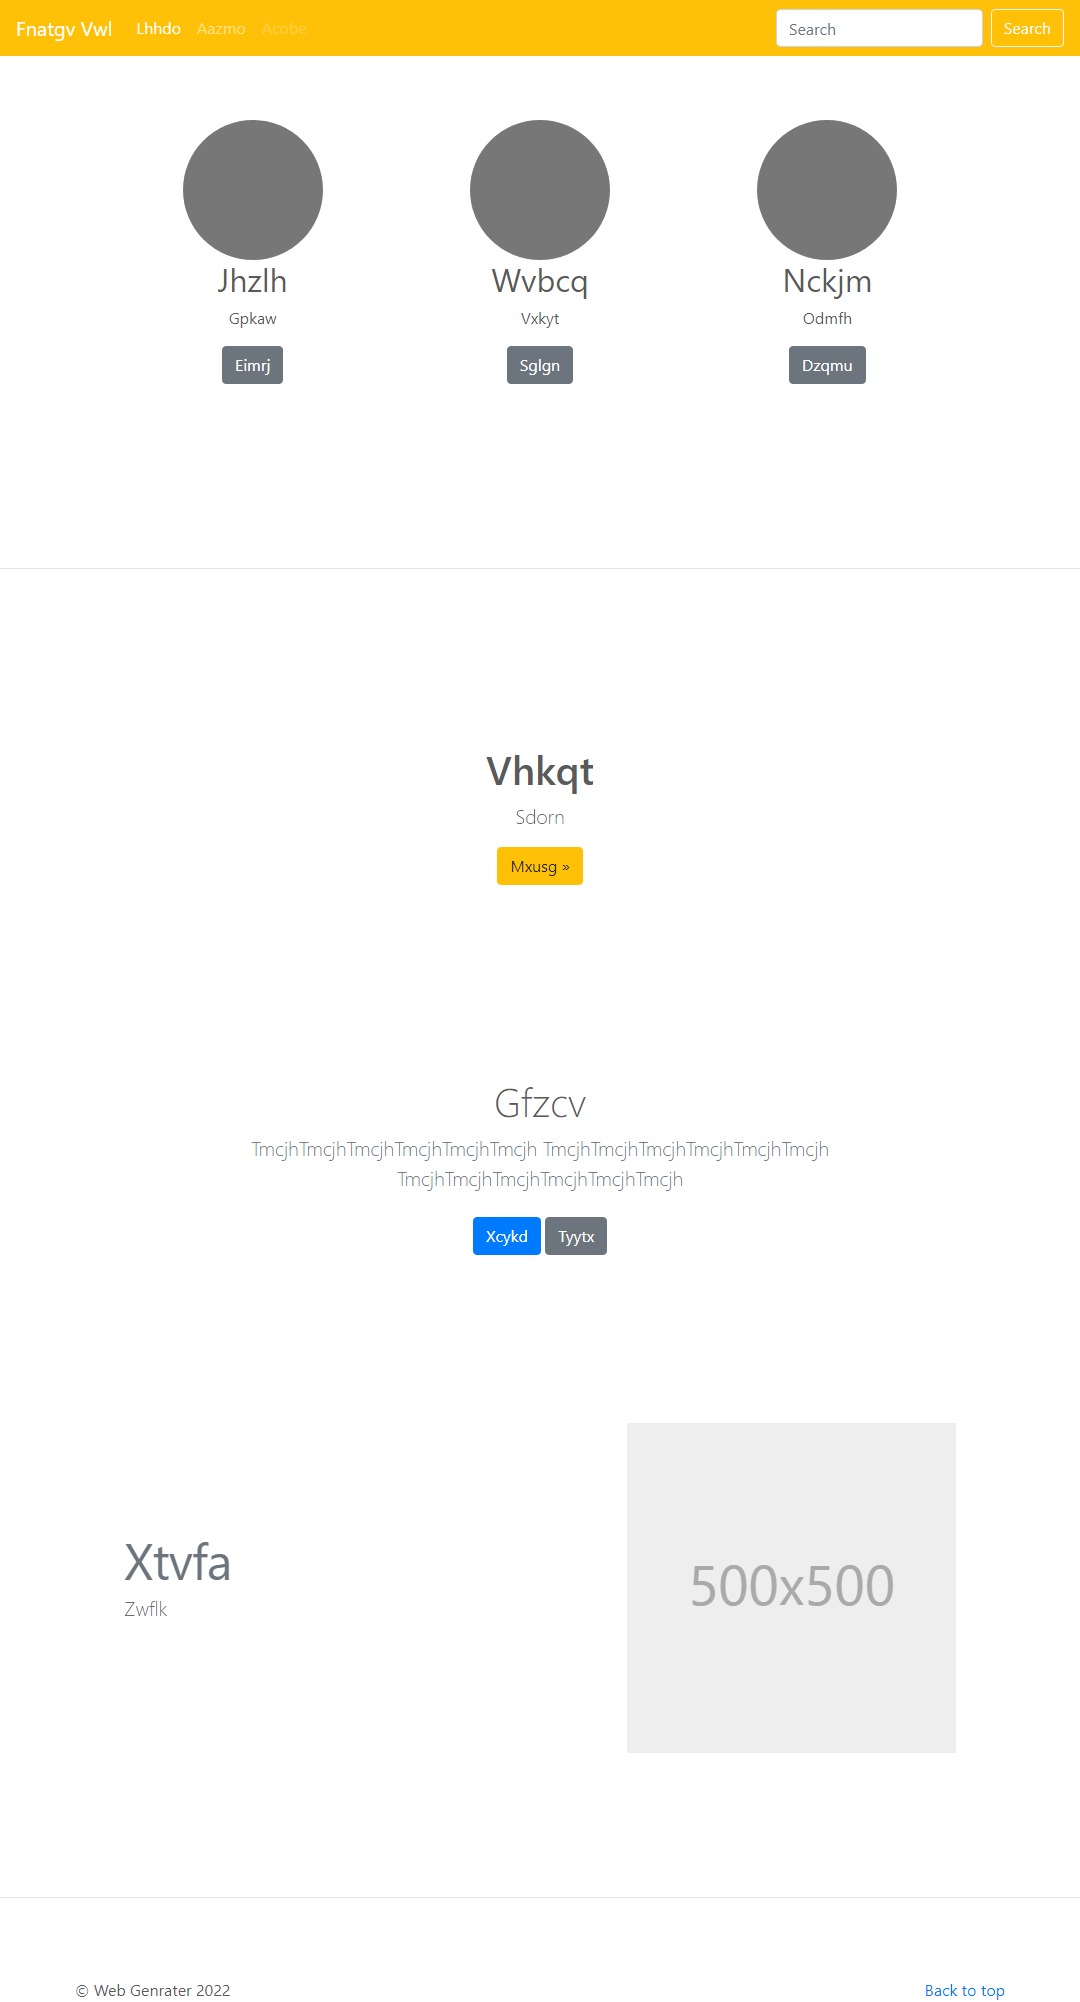 Fnatgv Vwl Lhhdo Aazmo Acobe Search Search
Jhzlh Wvbcq Nckjm
Gpkaw Vxkyt Odmfh
Eimrj Sglgn Dzqmu
Vhkqt
Sdorn
Mxusg »
Gfzcv
TmcjhTmcjhTmcjhTmcjhTmcjhTmcjh TmcjhTmcjhTmcjhTmcjhTmcjhTmcjh
TmcjhTmcjhTmcjhTmcjhTmcjhTmcjh
Xcykd Tyytx
Xtvfa
Zwflk
500x500
© Web Genrater 2022 Back to top